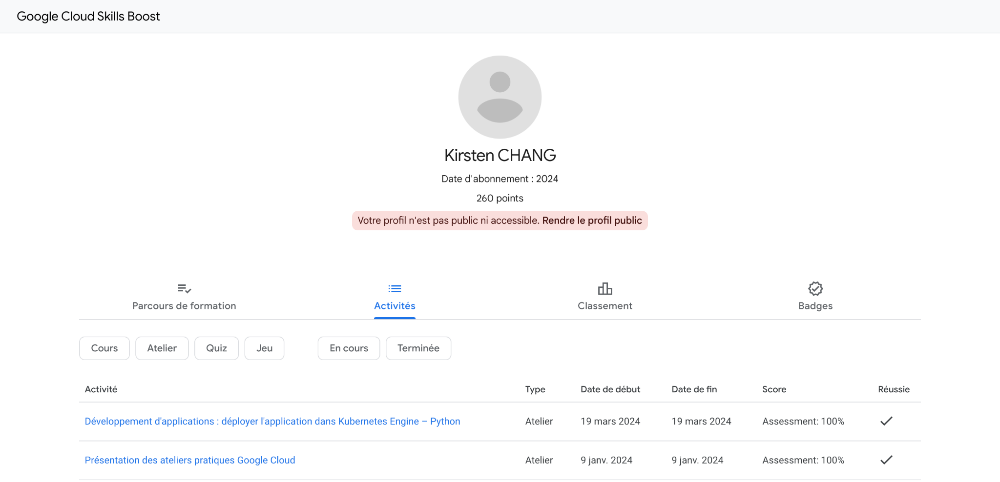 Google Cloud Skills Boost
Kirsten CHANG
Date d'abonnement : 2024
260 points
Votre profil n'est pas public ni accessible. Rendre le profil public
Parcours de formation Activités Classement Badges
Cours Atelier Quiz Jeu En cours Terminée
Activité Type Date de début Date de fin Score Réussie
Développement d'applications : déployer l'application dans Kubernetes Engine – Python Atelier 19 mars 2024 19 mars 2024 Assessment: 100%
Présentation des ateliers pratiques Google Cloud Atelier 9 janv. 2024 9 janv. 2024 Assessment: 100%